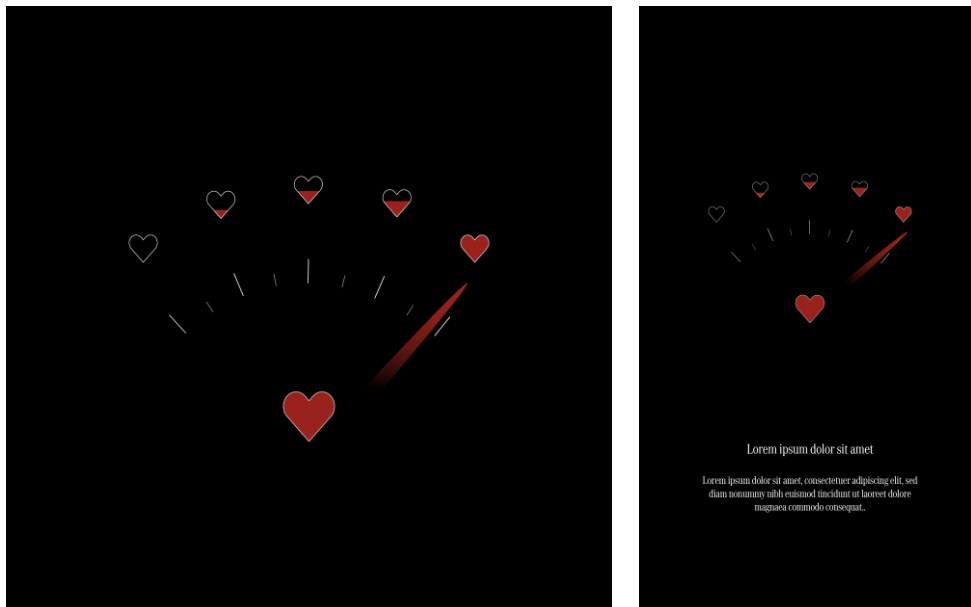 Lorem ipsum dolor sit amet
Lorem ipsum dolor sit amet, consectetuer adipiscing elit, sed
diam nonummy nibh euismod tincidunt ut laoreet dolore
magnaea commodo consequat..